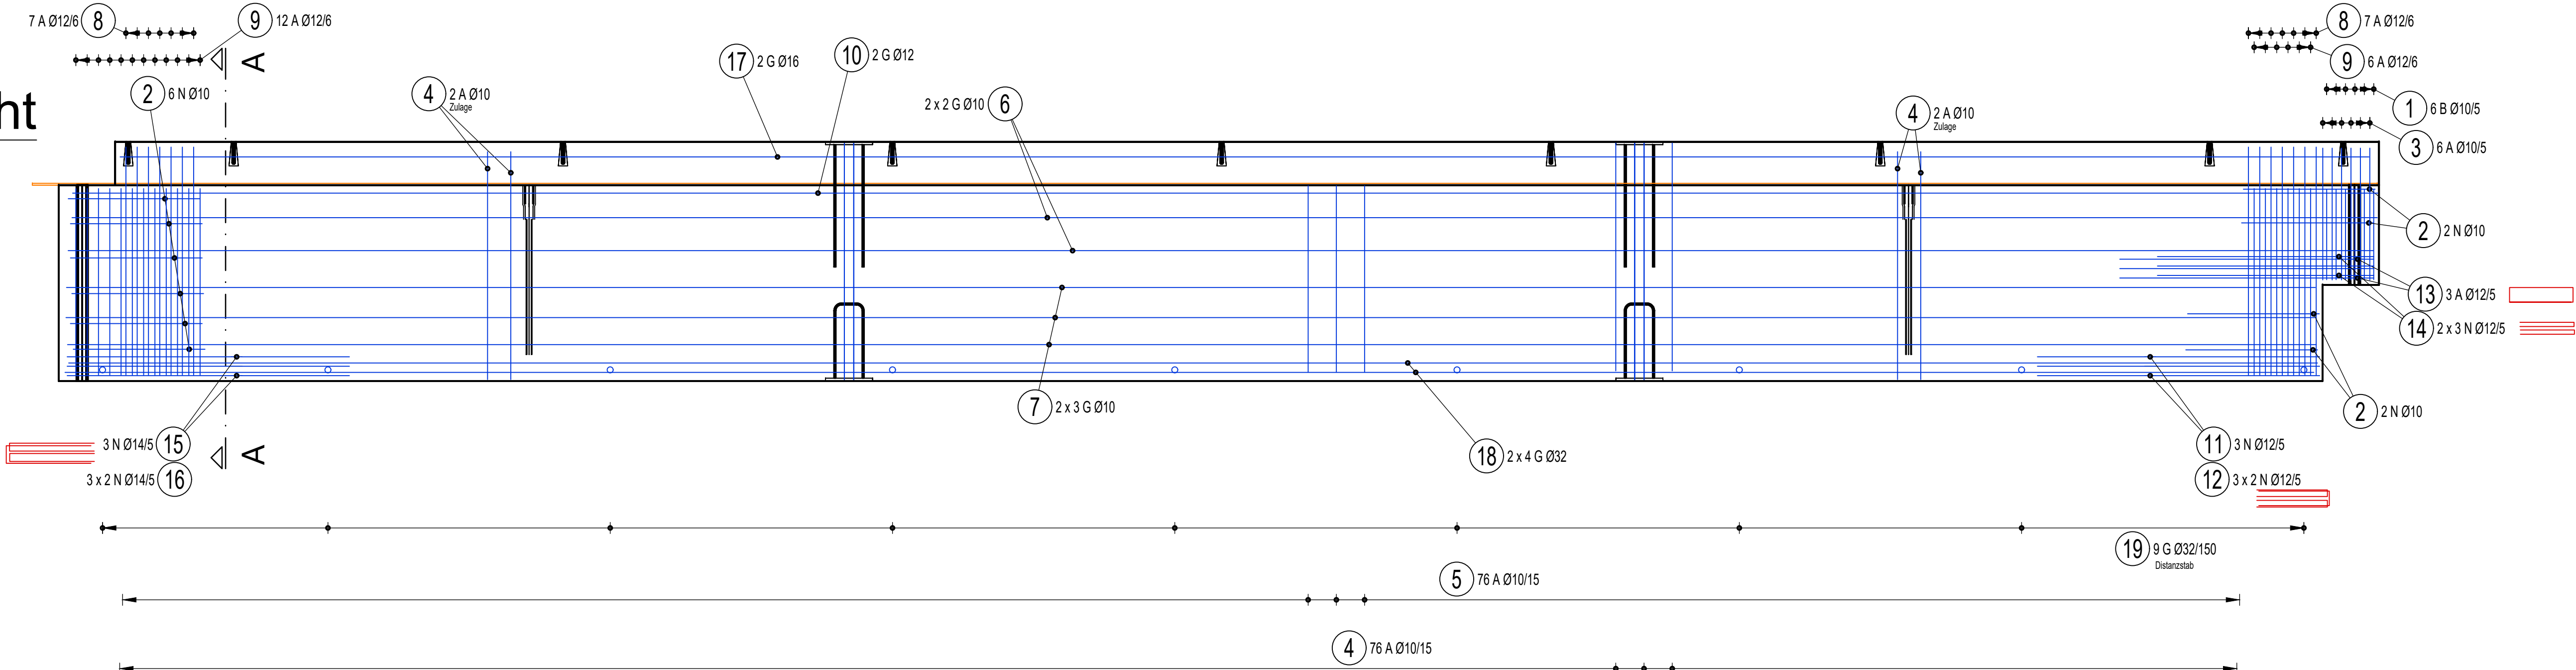 7 A Ø12/6 8
9 12 A Ø12/6
8 7 A Ø12/6
9 6 A Ø12/6
A
17 2 G Ø16
10 2 G Ø12
2 6 N Ø10
4 2 A Ø10
Zulage
2 x 2 G Ø10 6
4 2 A Ø10
Zulage
1 6 B Ø10/5
ht
3 6 A Ø10/5
2 2 N Ø10
13 3 A Ø12/5
14 2 x 3 N Ø12/5
7 2 x 3 G Ø10
2 2 N Ø10
3 N Ø14/5 15
A
18 2 x 4 G Ø32
11 3 N Ø12/5
3 x 2 N Ø14/5 16
12 3 x 2 N Ø12/5
19 9 G Ø32/150
Distanzstab
5 76 A Ø10/15
4 76 A Ø10/15